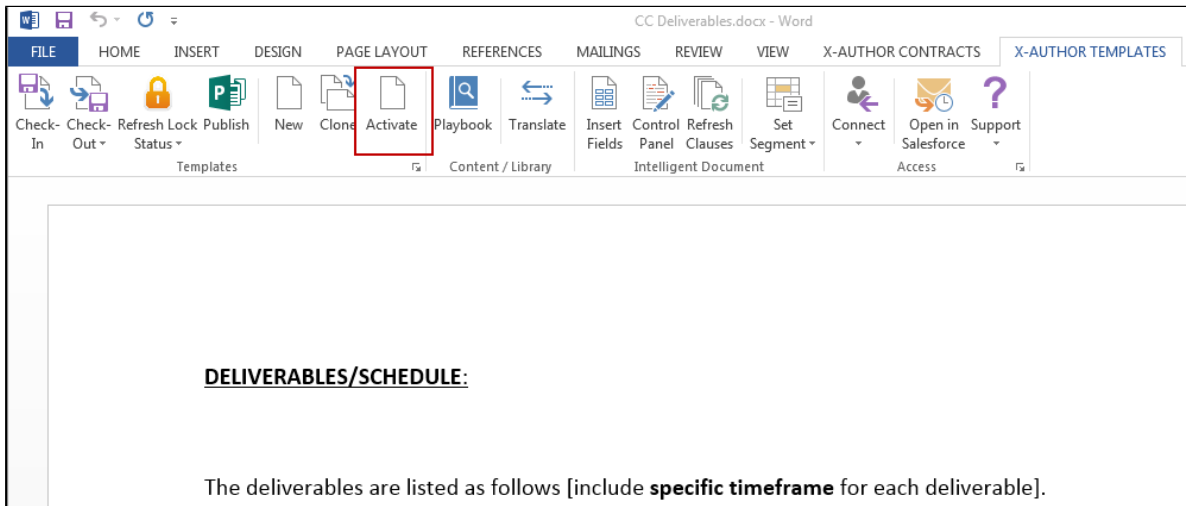 CC Deliverables.docx - Word
FILE HOME INSERT DESIGN PAGE LAYOUT REFERENCES MAILINGS REVIEW VIEW X-AUTHOR CONTRACTS X-AUTHOR TEMPLATES
Check- Check- Refresh Lock Publish New Clone Activate Playbook Translate Insert Control Refresh Set Connect Open in Support
In Out Status Fields Panel Clauses Segment Salesforce
Templates Content / Library Intelligent Document Access
DELIVERABLES/SCHEDULE:
The deliverables are listed as follows [include specific timeframe for each deliverable].